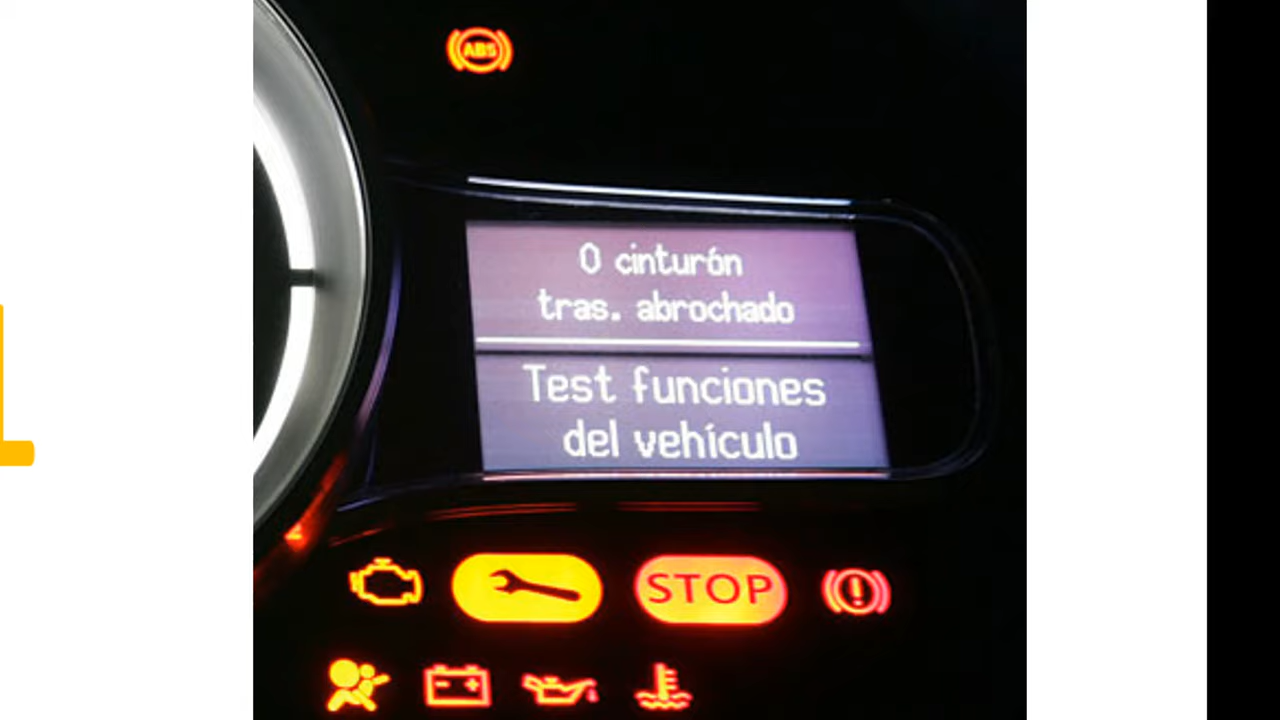 ABS
0 cinturón
tras. abrochado
Test funciones
del vehículo
STOP